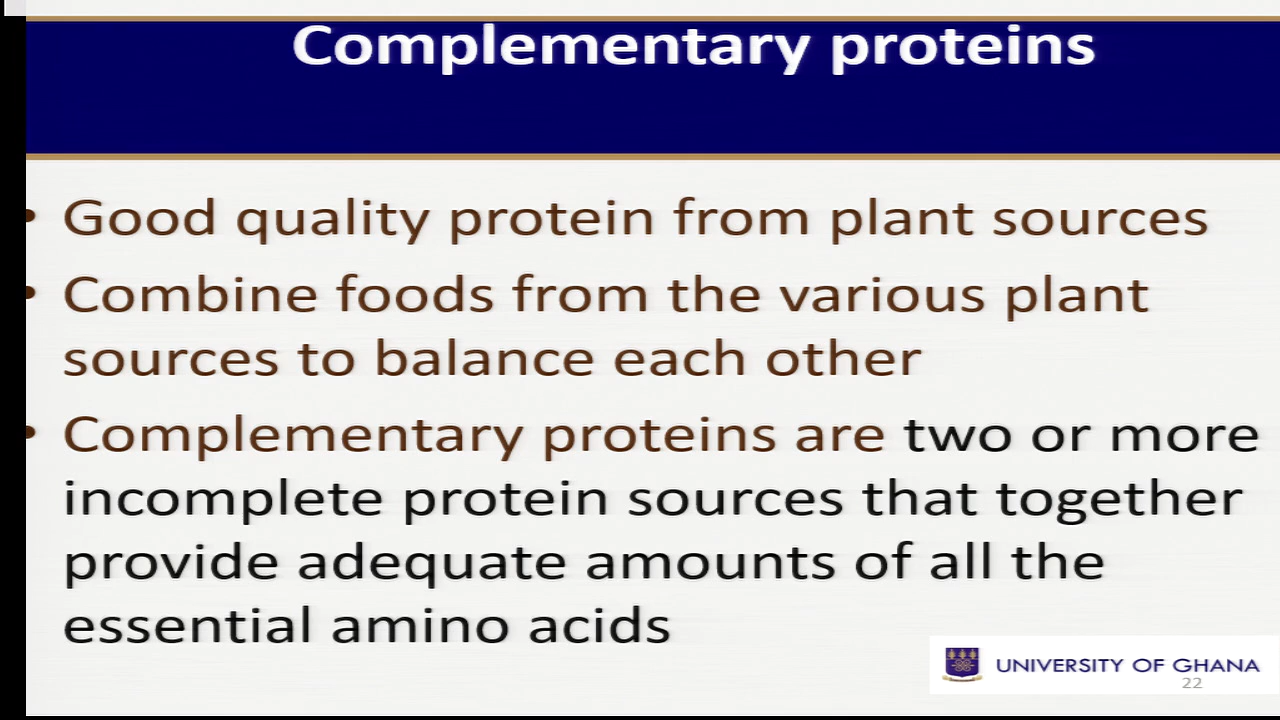 Complementary proteins
• Good quality protein from plant sources
• Combine foods from the various plant
sources to balance each other
• Complementary proteins are two or more
incomplete protein sources that together
provide adequate amounts of all the
essential amino acids
UNIVERSITY OF GHANA
22